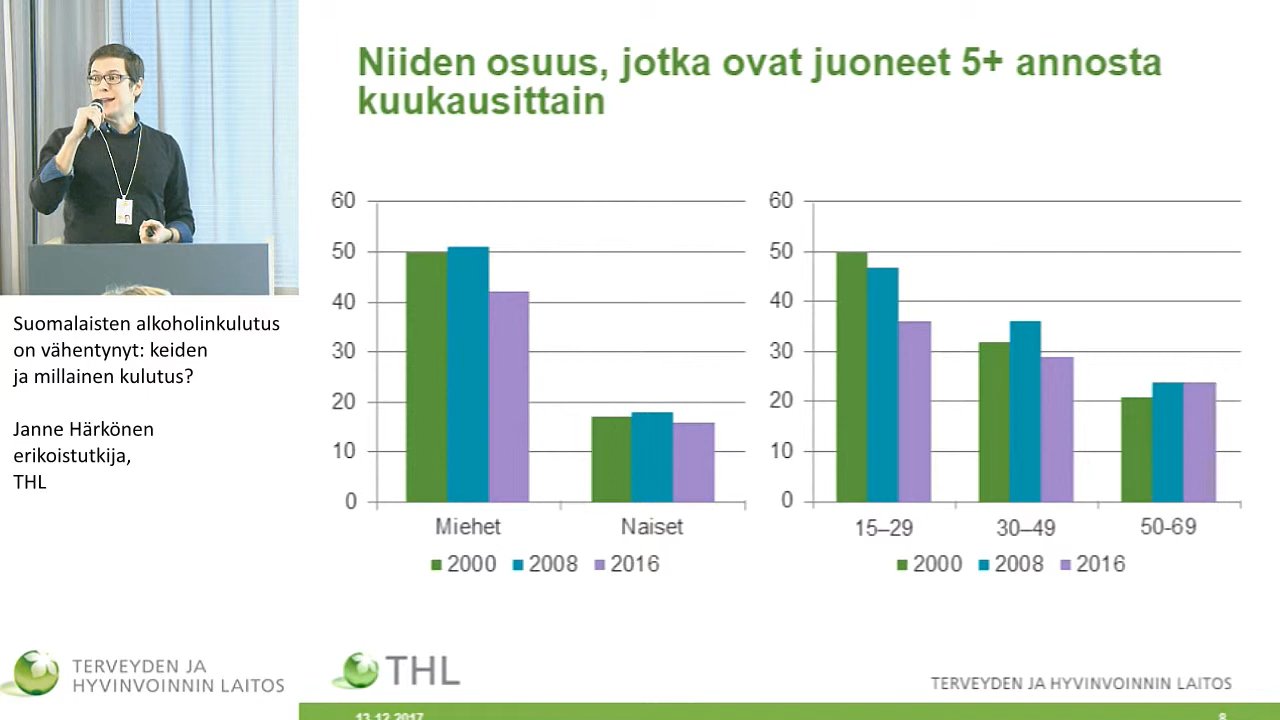 Niiden osuus, jotka ovat juoneet 5+ annosta
kuukausittain
Suomalaisten alkoholinkulutus
on vähentynyt: keiden
ja millainen kulutus?
Janne Härkönen
erikoistutkija,
THL
60
50
40
30
20
10
0
Miehet Naiset
2000 2008 2016
60
50
40
30
20
10
0
15–29 30–49 50-69
2000 2008 2016
TERVEYDEN JA
HYVINVOINNIN LAITOS
THL
TERVEYDEN JA HYVINVOINNIN LAITOS
13.12.2017 8